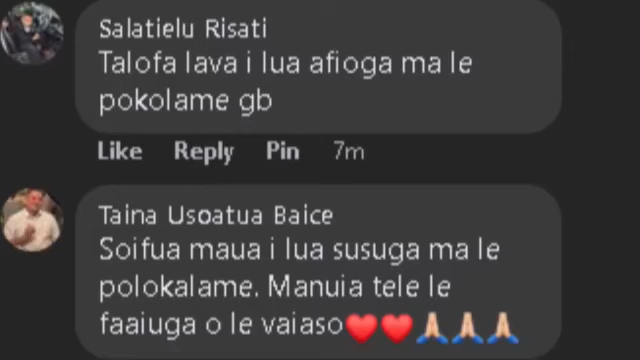 Salatielu Risati
Talofa lava i lua afioga ma le
pokolame gb
Like Reply Pin 7m
Taina Usoatua Baice
Soifua maua i lua susuga ma le
polokalame. Manuia tele le
faaiuga o le vaiaso❤️❤️🙏🏼🙏🏼🙏🏼